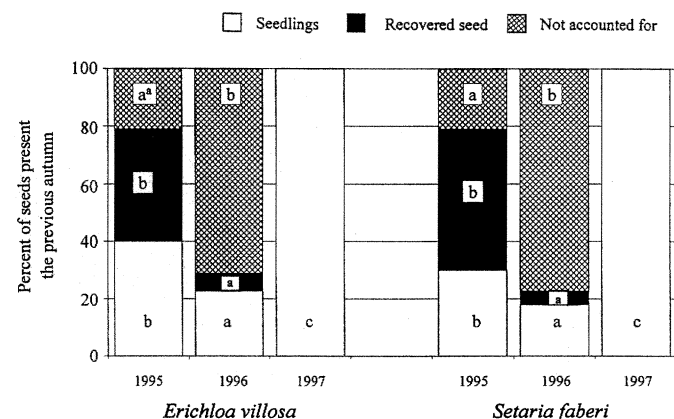 Seedlings Recovered seed Not accounted for
Percent of seeds present
the previous autumn
100
80
60
40
20
0
aᵃ b a b
b b
a a
b a c b a c
1995 1996 1997 1995 1996 1997
Erichloa villosa Setaria faberi